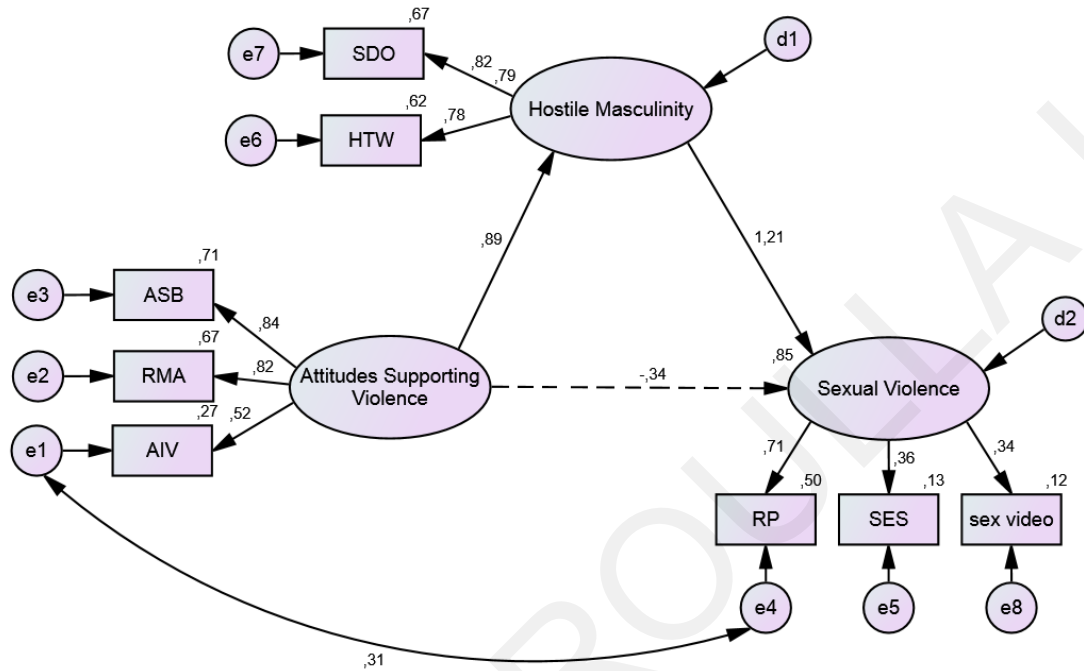 ,67
e7
SDO
,82
,79
d1
Hostile Masculinity
,62
e6
HTW
,78
,89
1,21
,71
e3
ASB
,84
,67
e2
RMA
,82
Attitudes Supporting
Violence
-,34
,85
Sexual Violence
d2
,27
,52
e1
AIV
,71
,36
,34
,50
,13
,12
RP
SES
sex video
e4
e5
e8
,31